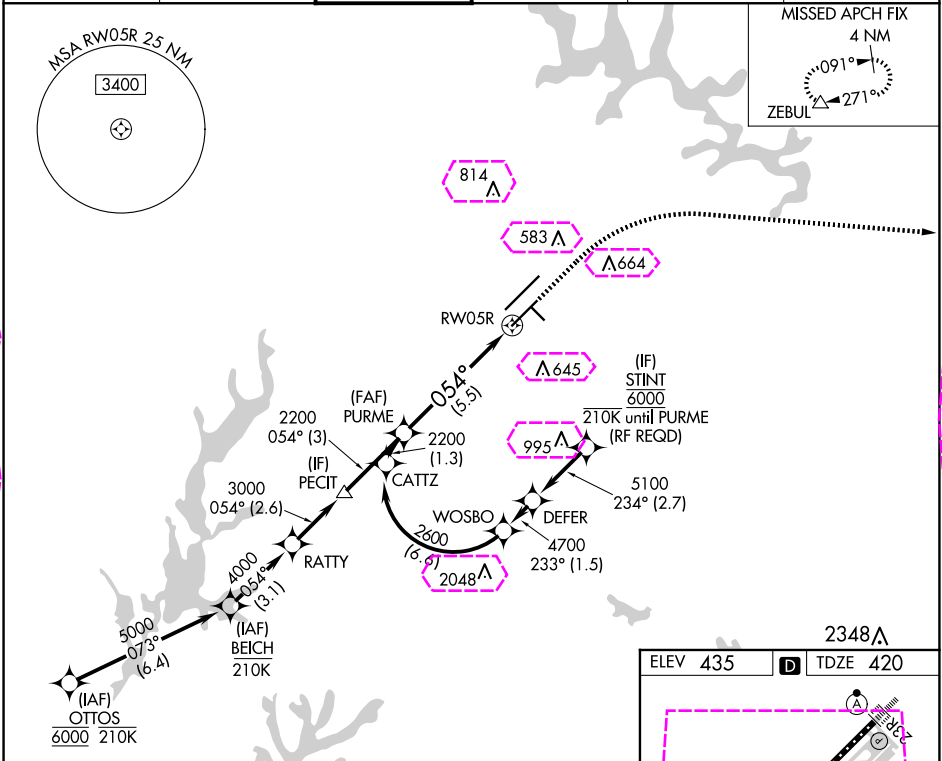 MSA RW05R 25 NM
3400
MISSED APCH FIX
4 NM
091°
271°
ZEBUL
814
583
664
RW05R
645
995
(IF)
STINT
6000
210K until PURME
(RF REQD)
054°
(5.5)
(FAF)
PURME
2200
054° (3)
2200
(1.3)
(IF)
PECIT
CATTZ
5100
234° (2.7)
3000
054° (2.6)
WOSBO
DEFER
2600
(6.6)
4700
233° (1.5)
RATTY
2048
4000
054°
(3.1)
(IAF)
BEICH
210K
5000
073°
(6.4)
(IAF)
OTTOS
6000 210K
2348
ELEV 435
D
TDZE 420
A
P
23R